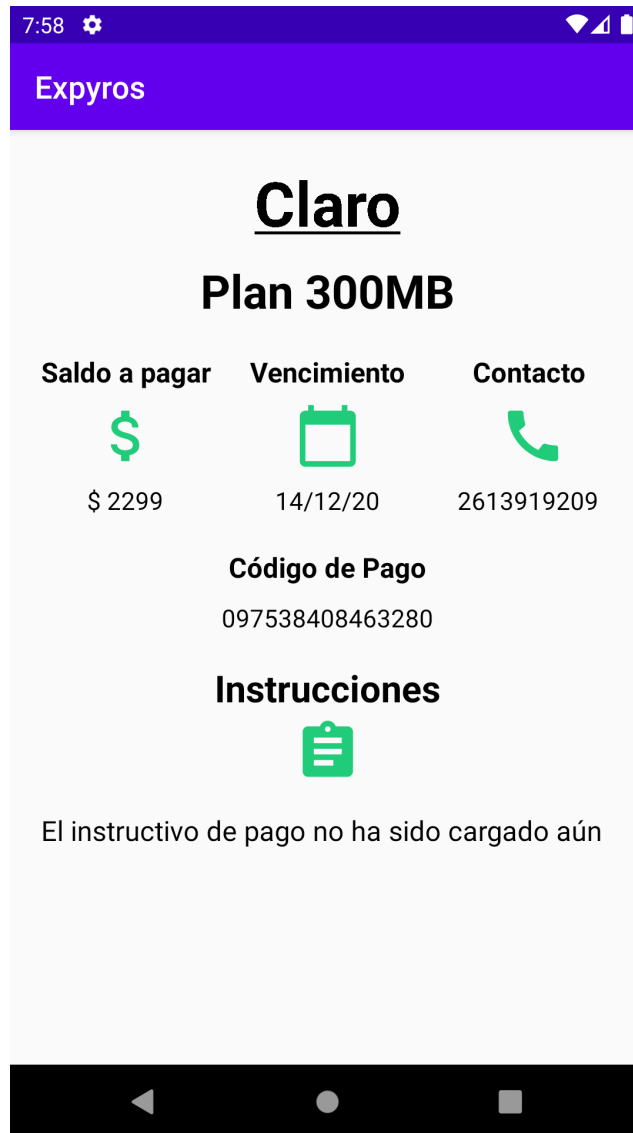 7:58
Expyros
Claro
Plan 300MB
Saldo a pagar Vencimiento Contacto
$ 2299 14/12/20 2613919209
Código de Pago
097538408463280
Instrucciones
El instructivo de pago no ha sido cargado aún